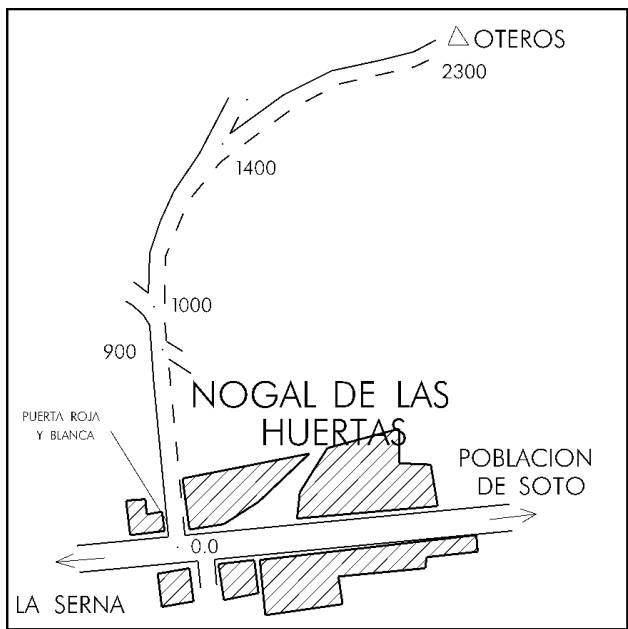 OTEROS
2300
1400
1000
900
NOGAL DE LAS
HUERTAS
PUERTA ROJA
Y BLANCA
POBLACION
DE SOTO
0.0
LA SERNA